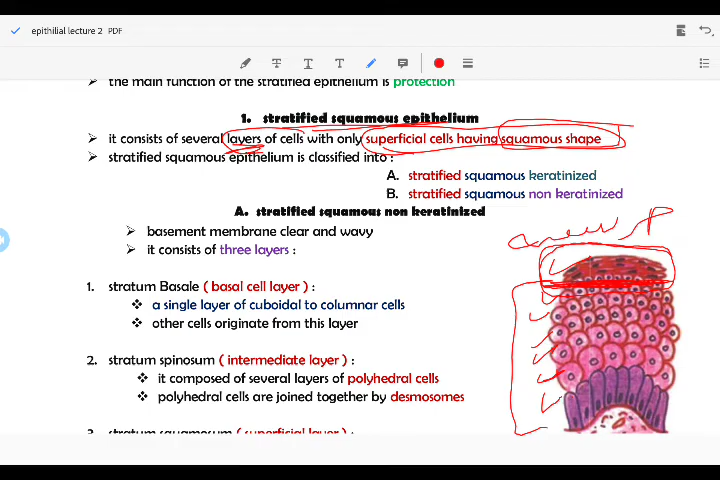 epithilial lecture 2 PDF
➢ the main function of the stratified epithelium is protection
1. stratified squamous epithelium
➢ it consists of several layers of cells with only superficial cells having squamous shape
➢ stratified squamous epithelium is classified into :
A. stratified squamous keratinized
B. stratified squamous non keratinized
A. stratified squamous non keratinized
➢ basement membrane clear and wavy
➢ it consists of three layers :
1. stratum Basale ( basal cell layer ) :
❖ a single layer of cuboidal to columnar cells
❖ other cells originate from this layer
2. stratum spinosum ( intermediate layer ) :
❖ it composed of several layers of polyhedral cells
❖ polyhedral cells are joined together by desmosomes
3. stratum squamosum ( superficial layer ) :